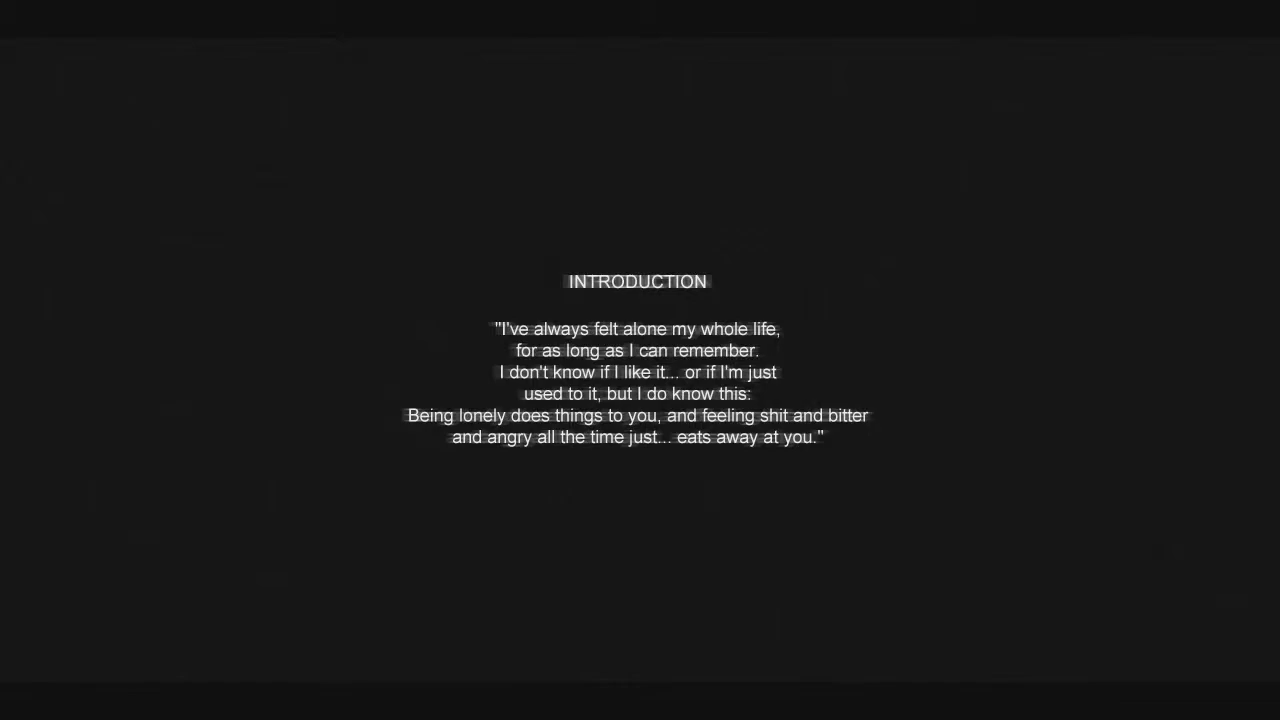 INTRODUCTION
"I've always felt alone my whole life,
for as long as I can remember.
I don't know if I like it... or if I'm just
used to it, but I do know this:
Being lonely does things to you, and feeling shit and bitter
and angry all the time just... eats away at you."